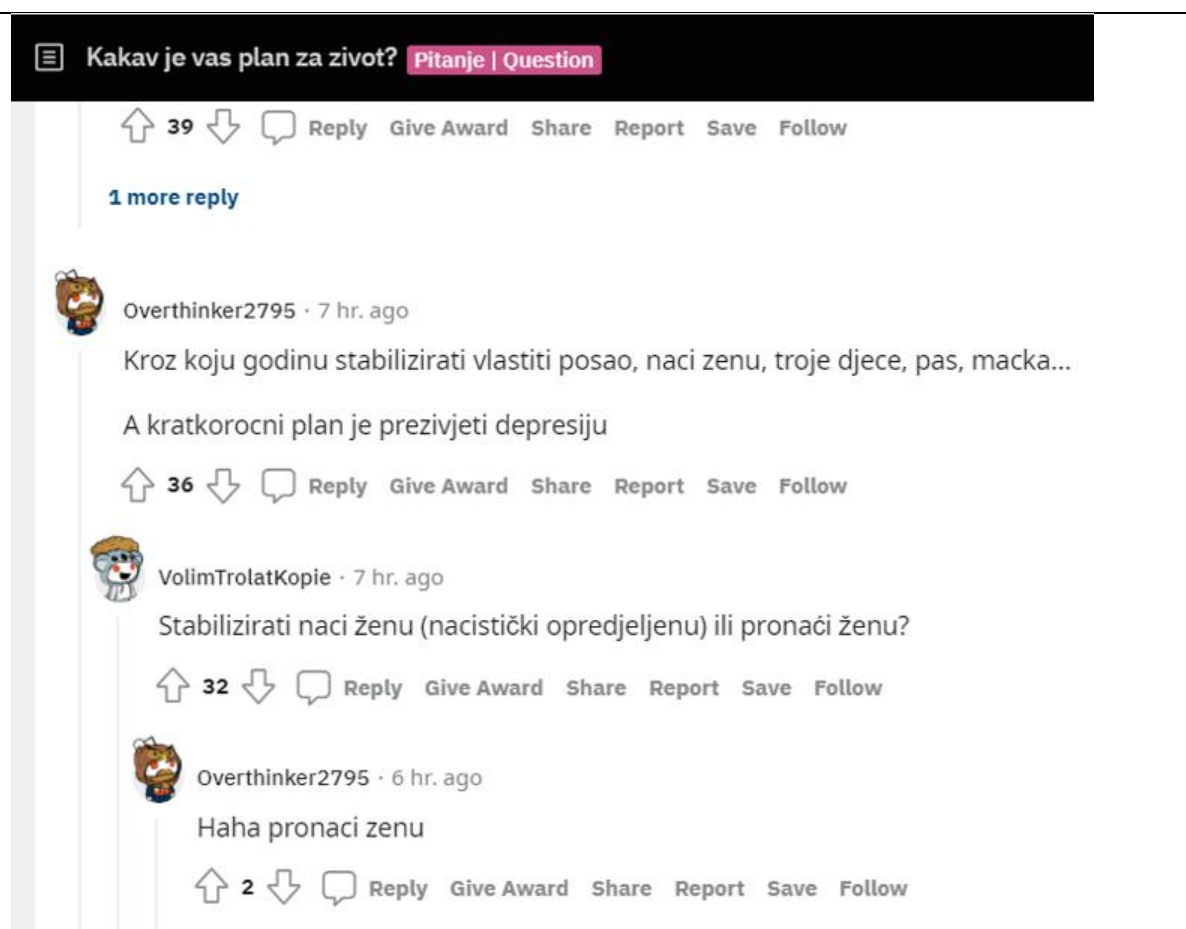 Kakav je vas plan za zivot? Pitanje | Question
39 Reply Give Award Share Report Save Follow
1 more reply
Overthinker2795 · 7 hr. ago
Kroz koju godinu stabilizirati vlastiti posao, naci zenu, troje djece, pas, macka...
A kratkorocni plan je prezivjeti depresiju
36 Reply Give Award Share Report Save Follow
VolimTrolatKopie · 7 hr. ago
Stabilizirati naci ženu (nacistički opredjeljenu) ili pronaći ženu?
32 Reply Give Award Share Report Save Follow
Overthinker2795 · 6 hr. ago
Haha pronaci zenu
2 Reply Give Award Share Report Save Follow